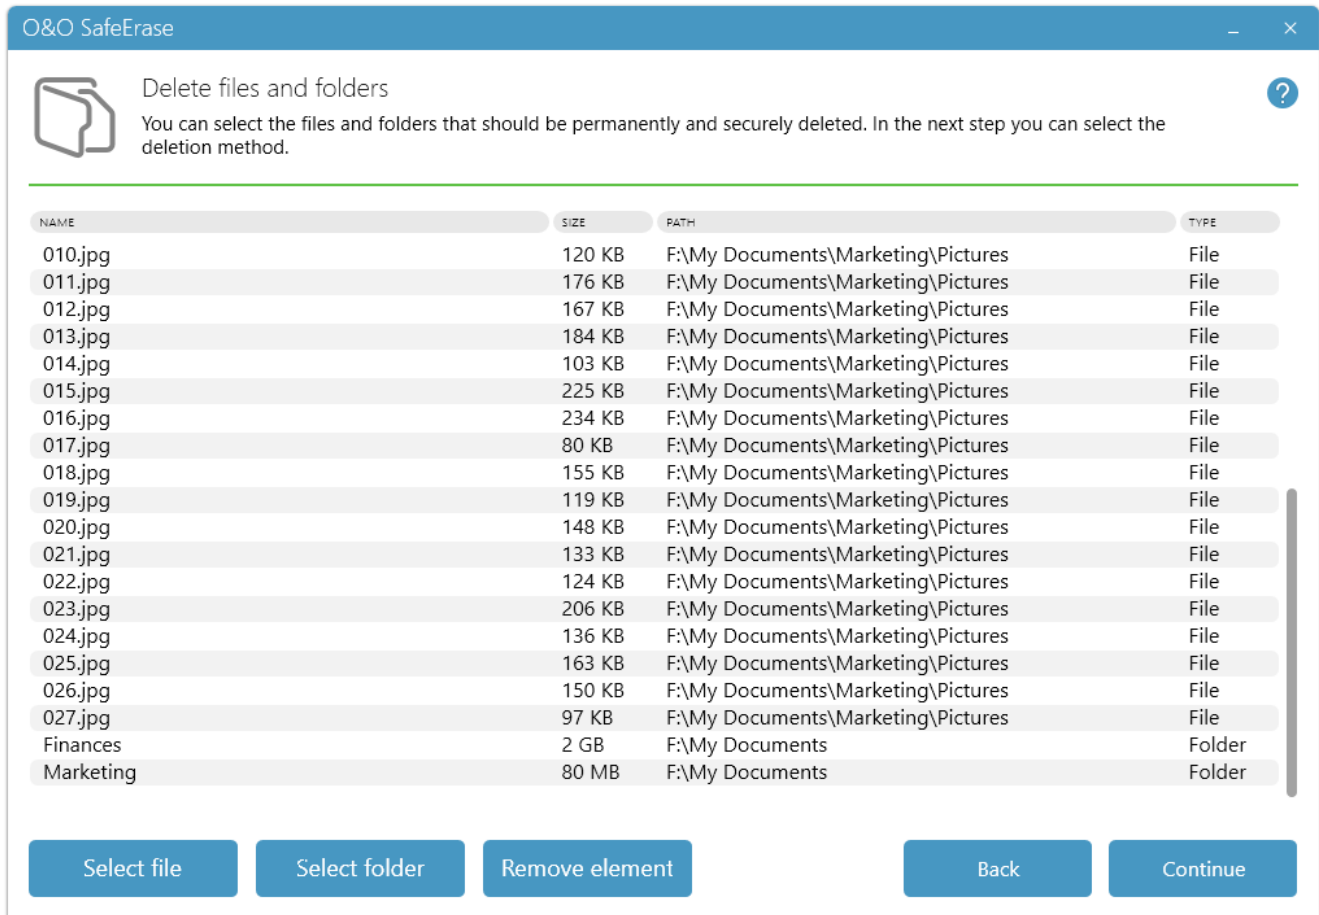 O&O SafeErase
Delete files and folders
You can select the files and folders that should be permanently and securely deleted. In the next step you can select the
deletion method.
NAME SIZE PATH TYPE
010.jpg 120 KB F:\My Documents\Marketing\Pictures File
011.jpg 176 KB F:\My Documents\Marketing\Pictures File
012.jpg 167 KB F:\My Documents\Marketing\Pictures File
013.jpg 184 KB F:\My Documents\Marketing\Pictures File
014.jpg 103 KB F:\My Documents\Marketing\Pictures File
015.jpg 225 KB F:\My Documents\Marketing\Pictures File
016.jpg 234 KB F:\My Documents\Marketing\Pictures File
017.jpg 80 KB F:\My Documents\Marketing\Pictures File
018.jpg 155 KB F:\My Documents\Marketing\Pictures File
019.jpg 119 KB F:\My Documents\Marketing\Pictures File
020.jpg 148 KB F:\My Documents\Marketing\Pictures File
021.jpg 133 KB F:\My Documents\Marketing\Pictures File
022.jpg 124 KB F:\My Documents\Marketing\Pictures File
023.jpg 206 KB F:\My Documents\Marketing\Pictures File
024.jpg 136 KB F:\My Documents\Marketing\Pictures File
025.jpg 163 KB F:\My Documents\Marketing\Pictures File
026.jpg 150 KB F:\My Documents\Marketing\Pictures File
027.jpg 97 KB F:\My Documents\Marketing\Pictures File
Finances 2 GB F:\My Documents Folder
Marketing 80 MB F:\My Documents Folder
Select file Select folder Remove element Back Continue